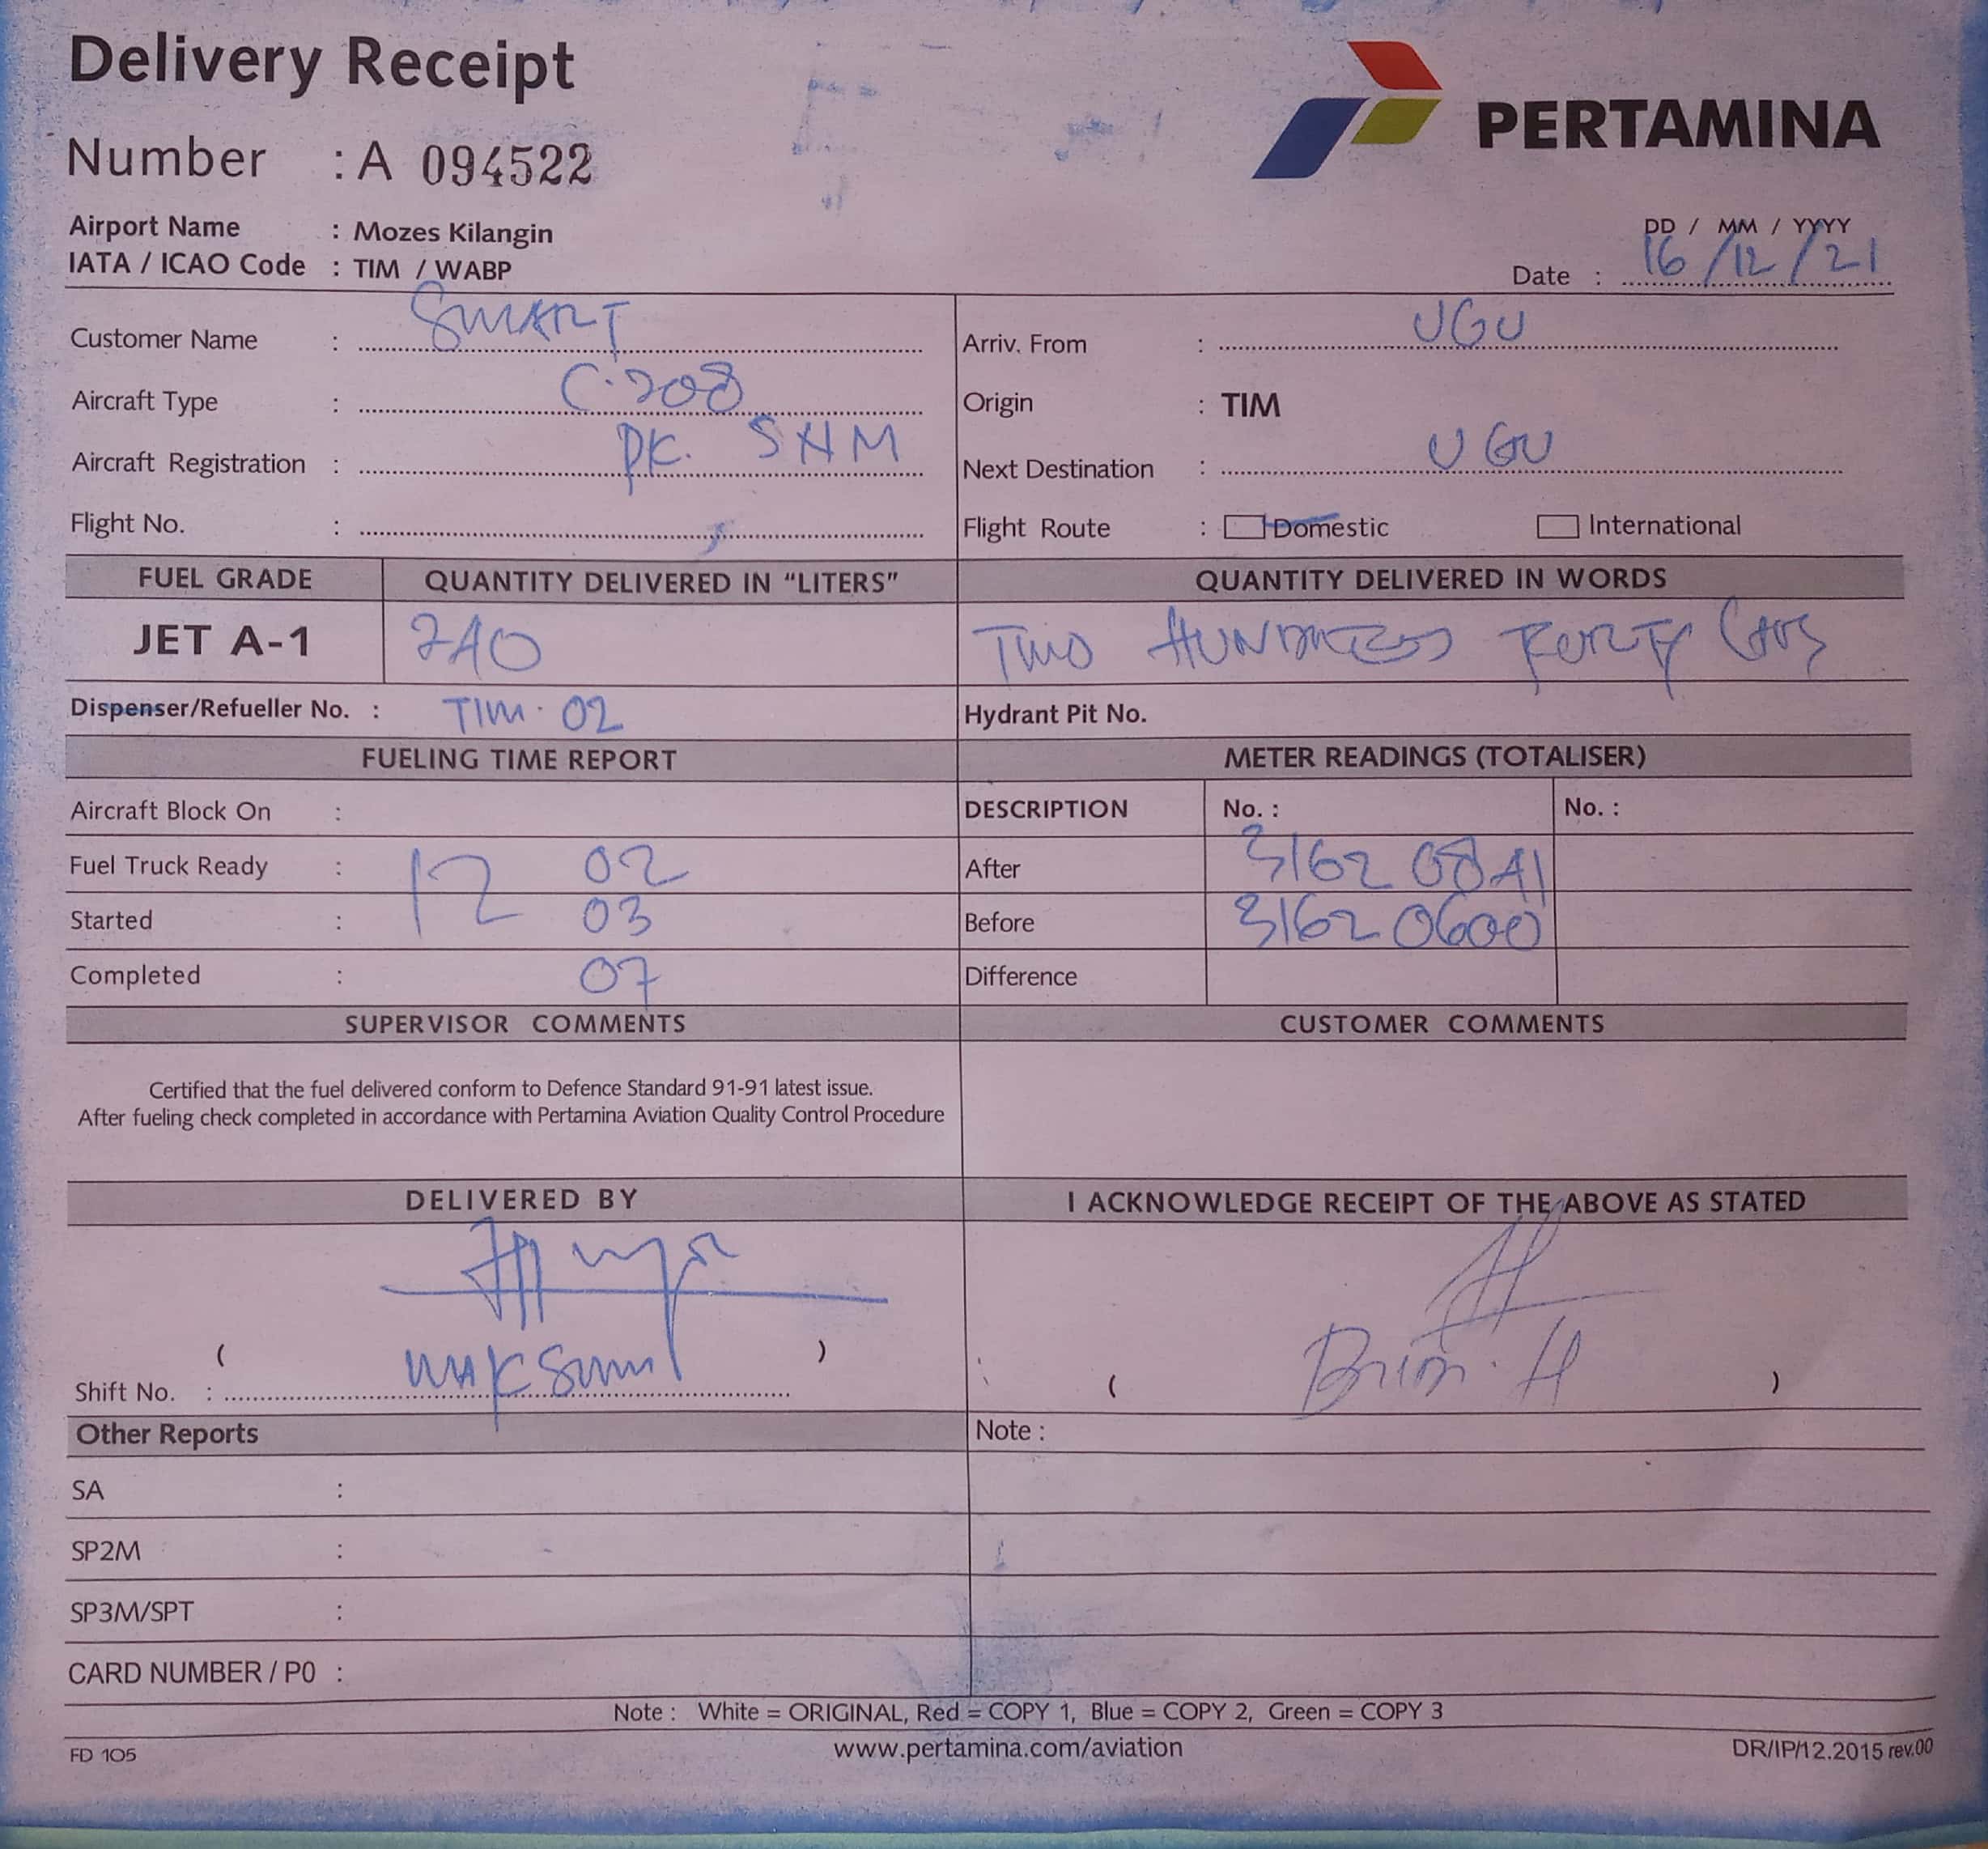 Delivery Receipt
PERTAMINA
Number : A 094522
Airport Name : Mozes Kilangin
IATA / ICAO Code : TIM / WABP
DD / MM / YYYY
Date : 16/12/21
Customer Name : SMART
Arriv. From : UGU
Aircraft Type : C.208
Origin : TIM
Aircraft Registration : PK. SNM
Next Destination : UGU
Flight No. :
Flight Route : Domestic International
FUEL GRADE QUANTITY DELIVERED IN “LITERS” QUANTITY DELIVERED IN WORDS
JET A-1 240 TWO HUNDRED FORTY
Dispenser/Refueller No. : TIM. 02 Hydrant Pit No.
FUELING TIME REPORT METER READINGS (TOTALISER)
Aircraft Block On : DESCRIPTION No. : No. :
Fuel Truck Ready : 12 02 After 3162 0841
Started : 03 Before 3162 0600
Completed : 07 Difference
SUPERVISOR COMMENTS CUSTOMER COMMENTS
Certified that the fuel delivered conform to Defence Standard 91-91 latest issue.
After fueling check completed in accordance with Pertamina Aviation Quality Control Procedure
DELIVERED BY I ACKNOWLEDGE RECEIPT OF THE ABOVE AS STATED
( )
Shift No. : ( )
Other Reports Note :
SA :
SP2M :
SP3M/SPT :
CARD NUMBER / P0 :
Note : White = ORIGINAL, Red = COPY 1, Blue = COPY 2, Green = COPY 3
www.pertamina.com/aviation
FD 105
DR/IP/12.2015 rev.00